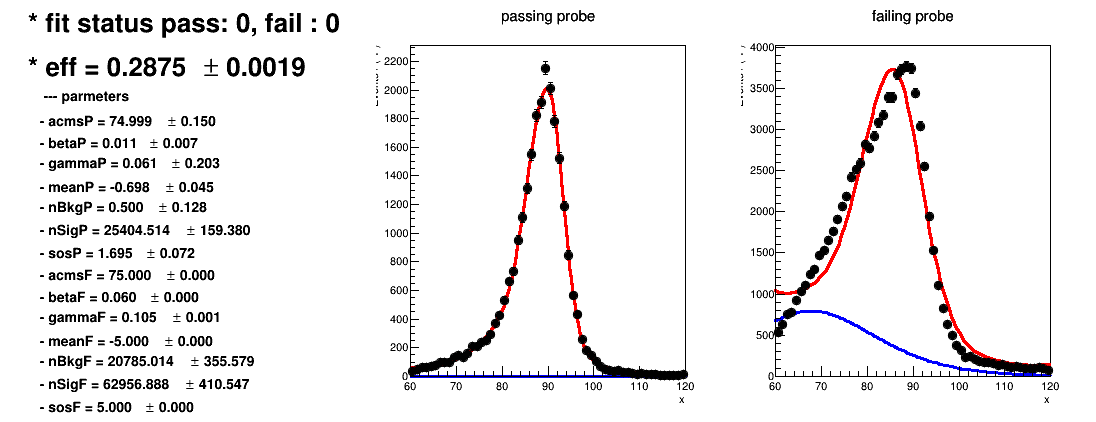 * fit status pass: 0, fail : 0
* eff = 0.2875 ± 0.0019
--- parmeters
- acmsP = 74.999 ± 0.150
- betaP = 0.011 ± 0.007
- gammaP = 0.061 ± 0.203
- meanP = -0.698 ± 0.045
- nBkgP = 0.500 ± 0.128
- nSigP = 25404.514 ± 159.380
- sosP = 1.695 ± 0.072
- acmsF = 75.000 ± 0.000
- betaF = 0.060 ± 0.000
- gammaF = 0.105 ± 0.001
- meanF = -5.000 ± 0.000
- nBkgF = 20785.014 ± 355.579
- nSigF = 62956.888 ± 410.547
- sosF = 5.000 ± 0.000
passing probe
2200
2000
1800
1600
1400
1200
1000
800
600
400
200
0
60 70 80 90 100 110 120
x
failing probe
4000
3500
3000
2500
2000
1500
1000
500
0
60 70 80 90 100 110 120
x